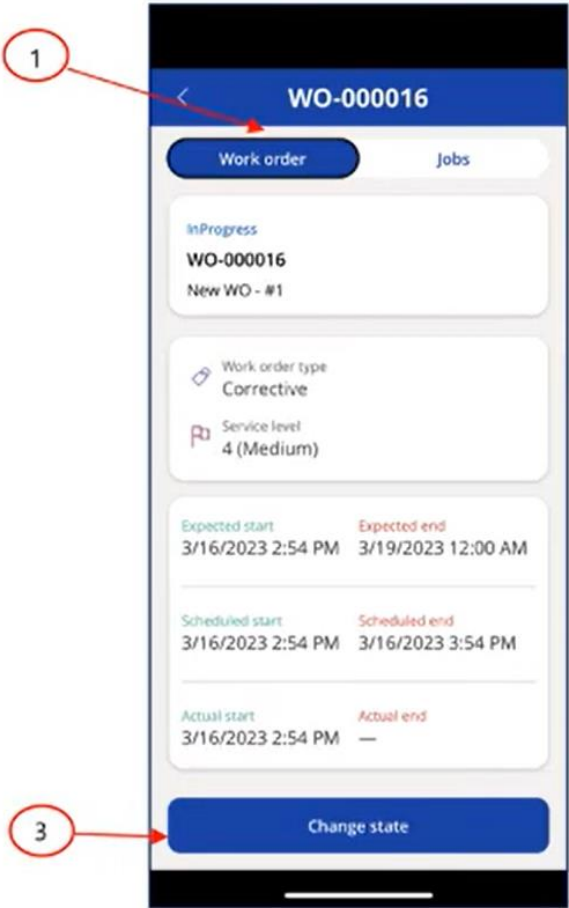 1
WO-000016
Work order Jobs
InProgress
WO-000016
New WO - #1
Work order type
Corrective
Service level
4 (Medium)
Expected start Expected end
3/16/2023 2:54 PM 3/19/2023 12:00 AM
Scheduled start Scheduled end
3/16/2023 2:54 PM 3/16/2023 3:54 PM
Actual start Actual end
3/16/2023 2:54 PM —
3
Change state